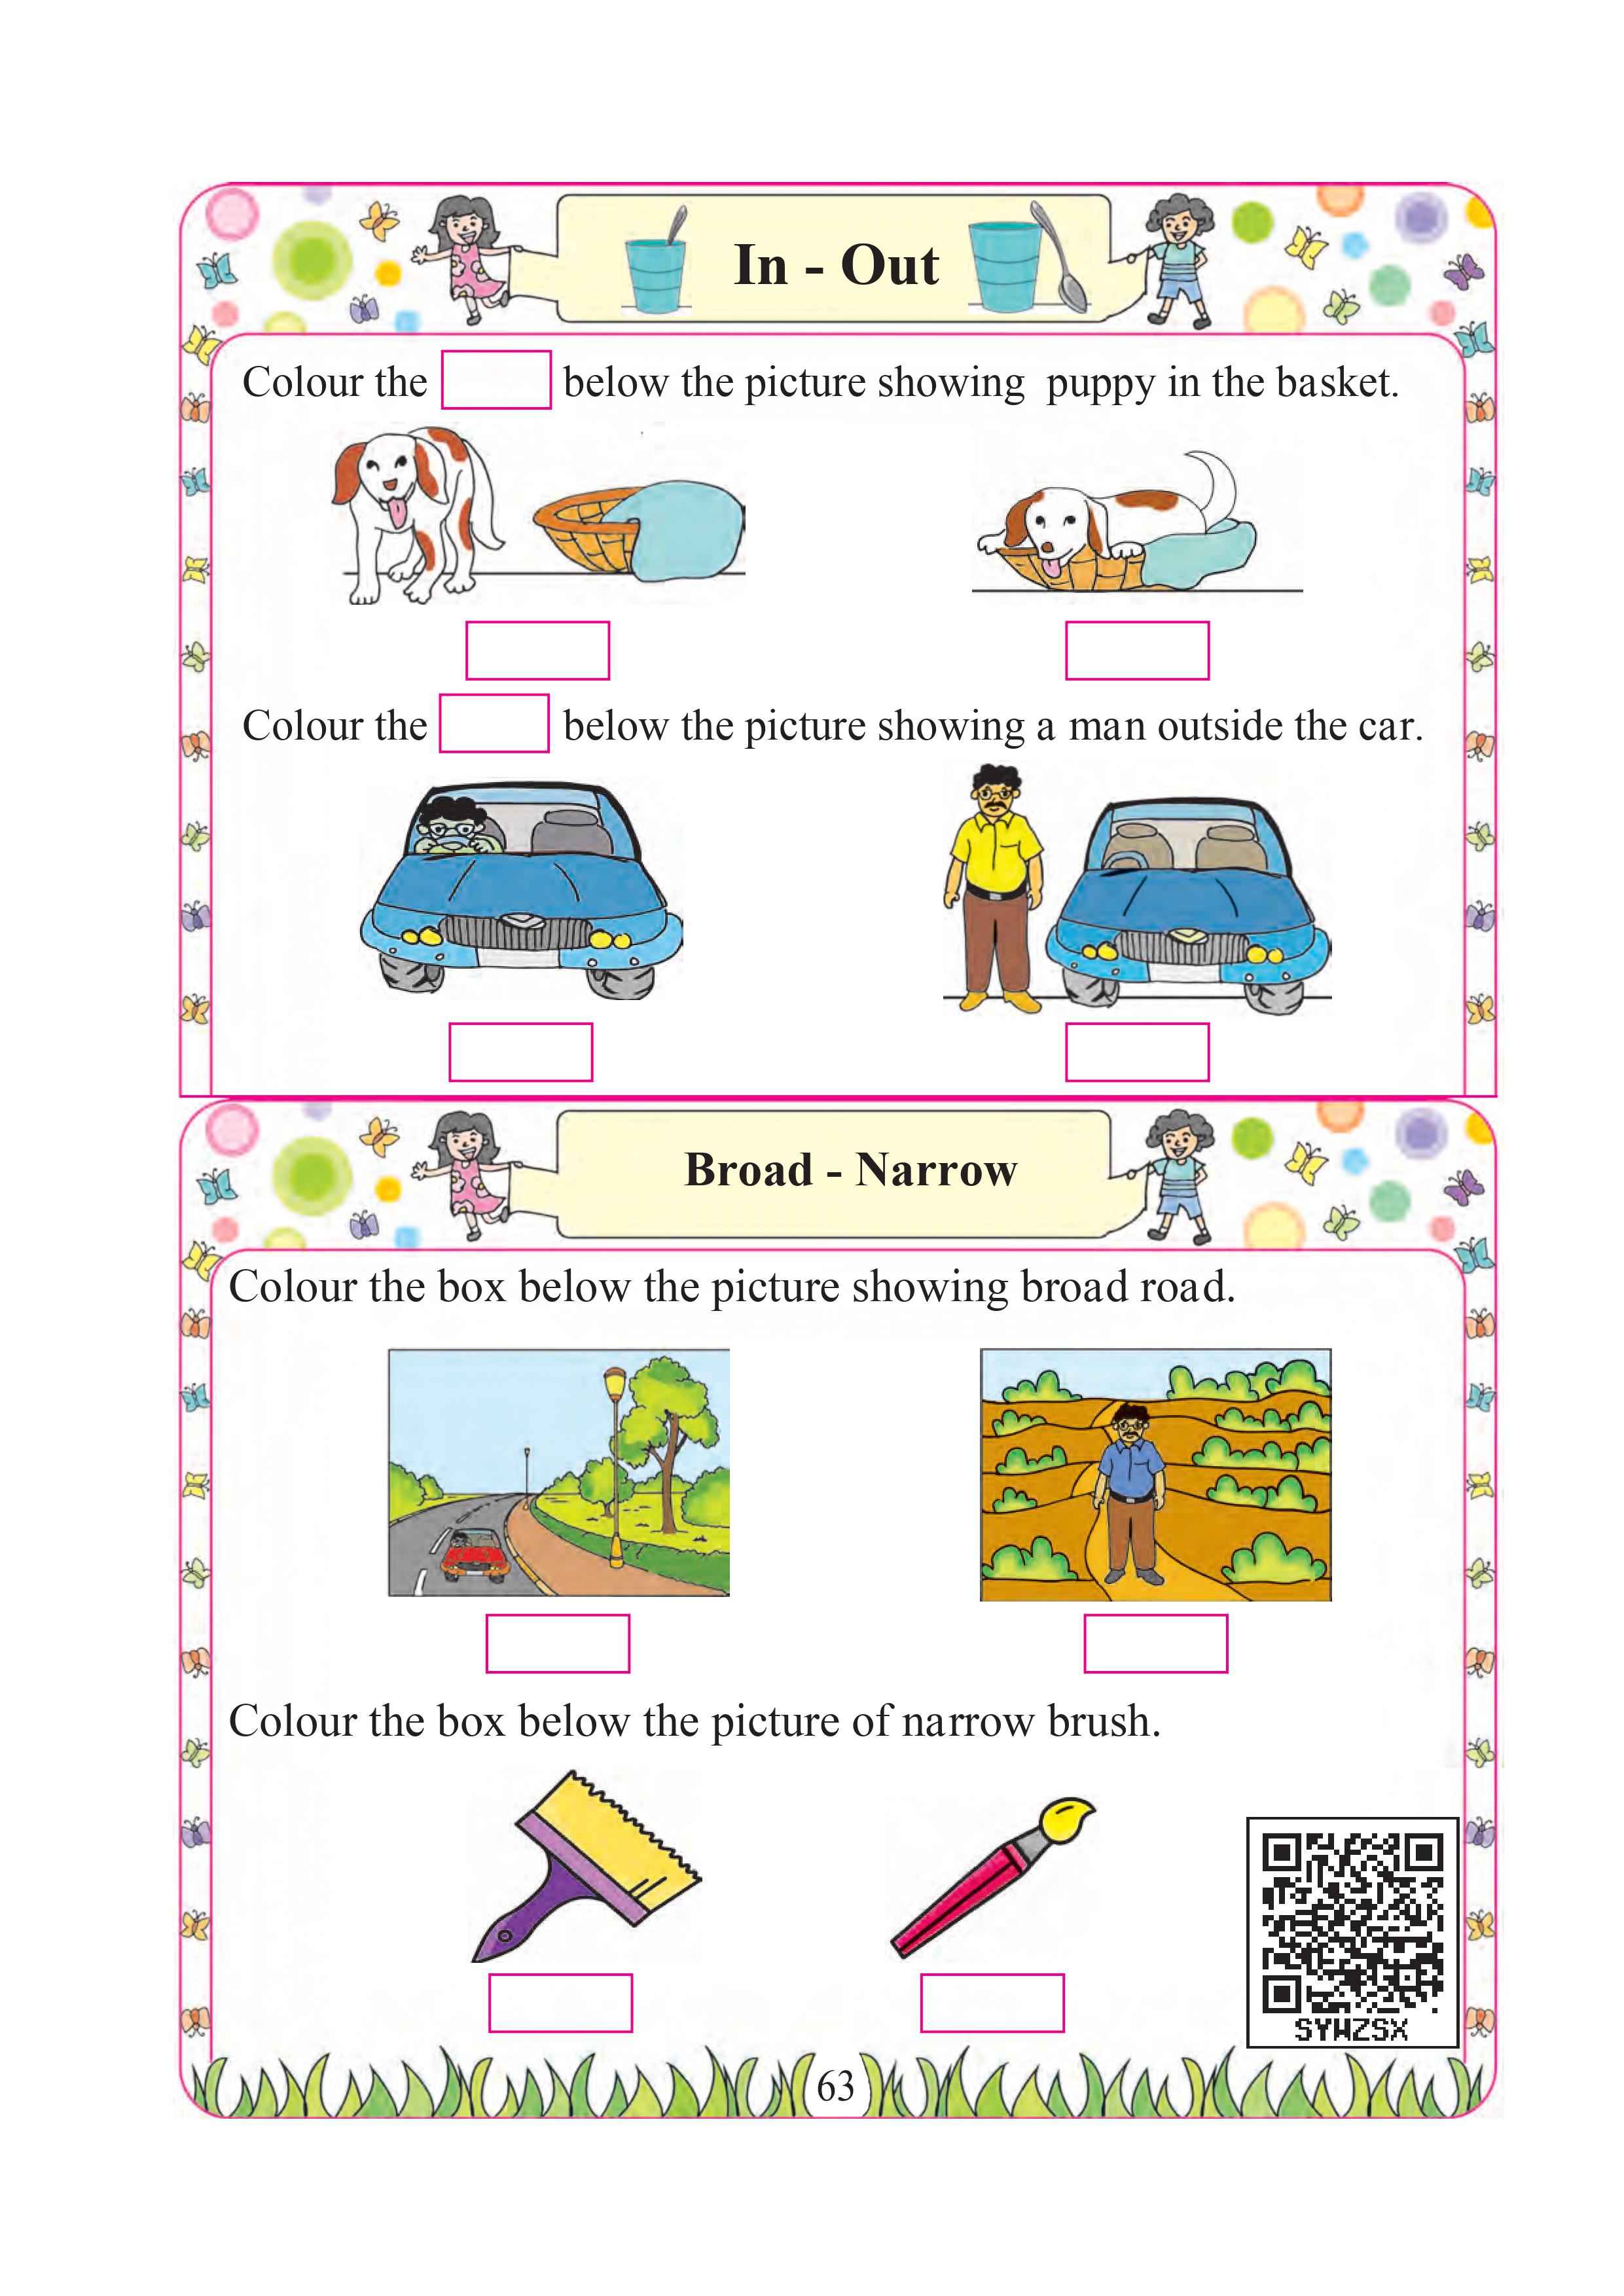 In - Out
Colour the below the picture showing puppy in the basket.
Colour the below the picture showing a man outside the car.
Broad - Narrow
Colour the box below the picture showing broad road.
Colour the box below the picture of narrow brush.
SYWZSX
63